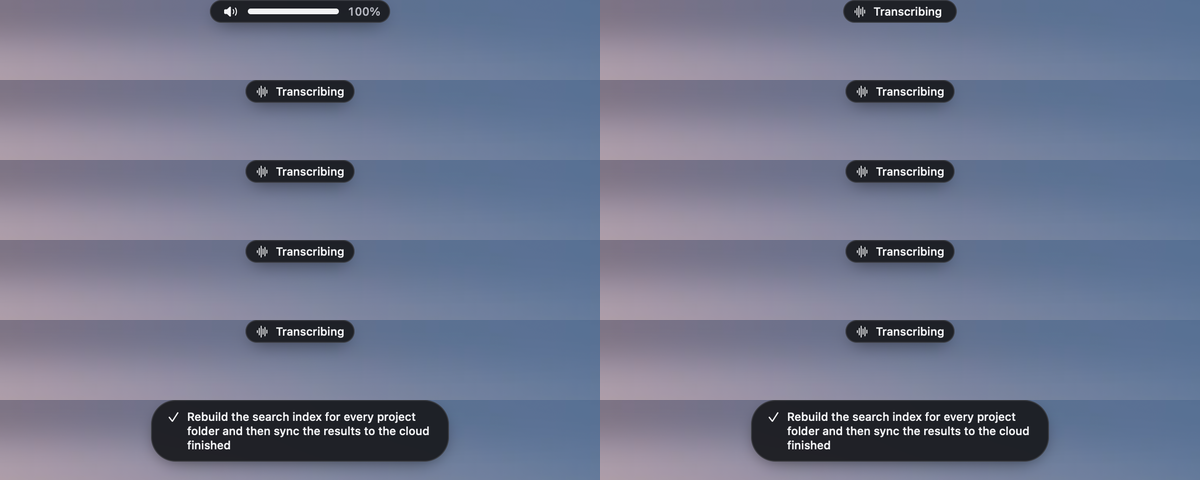 100%
Transcribing
Transcribing
Transcribing
Transcribing
Transcribing
Transcribing
Transcribing
Transcribing
Transcribing
Rebuild the search index for every project
folder and then sync the results to the cloud
finished
Rebuild the search index for every project
folder and then sync the results to the cloud
finished